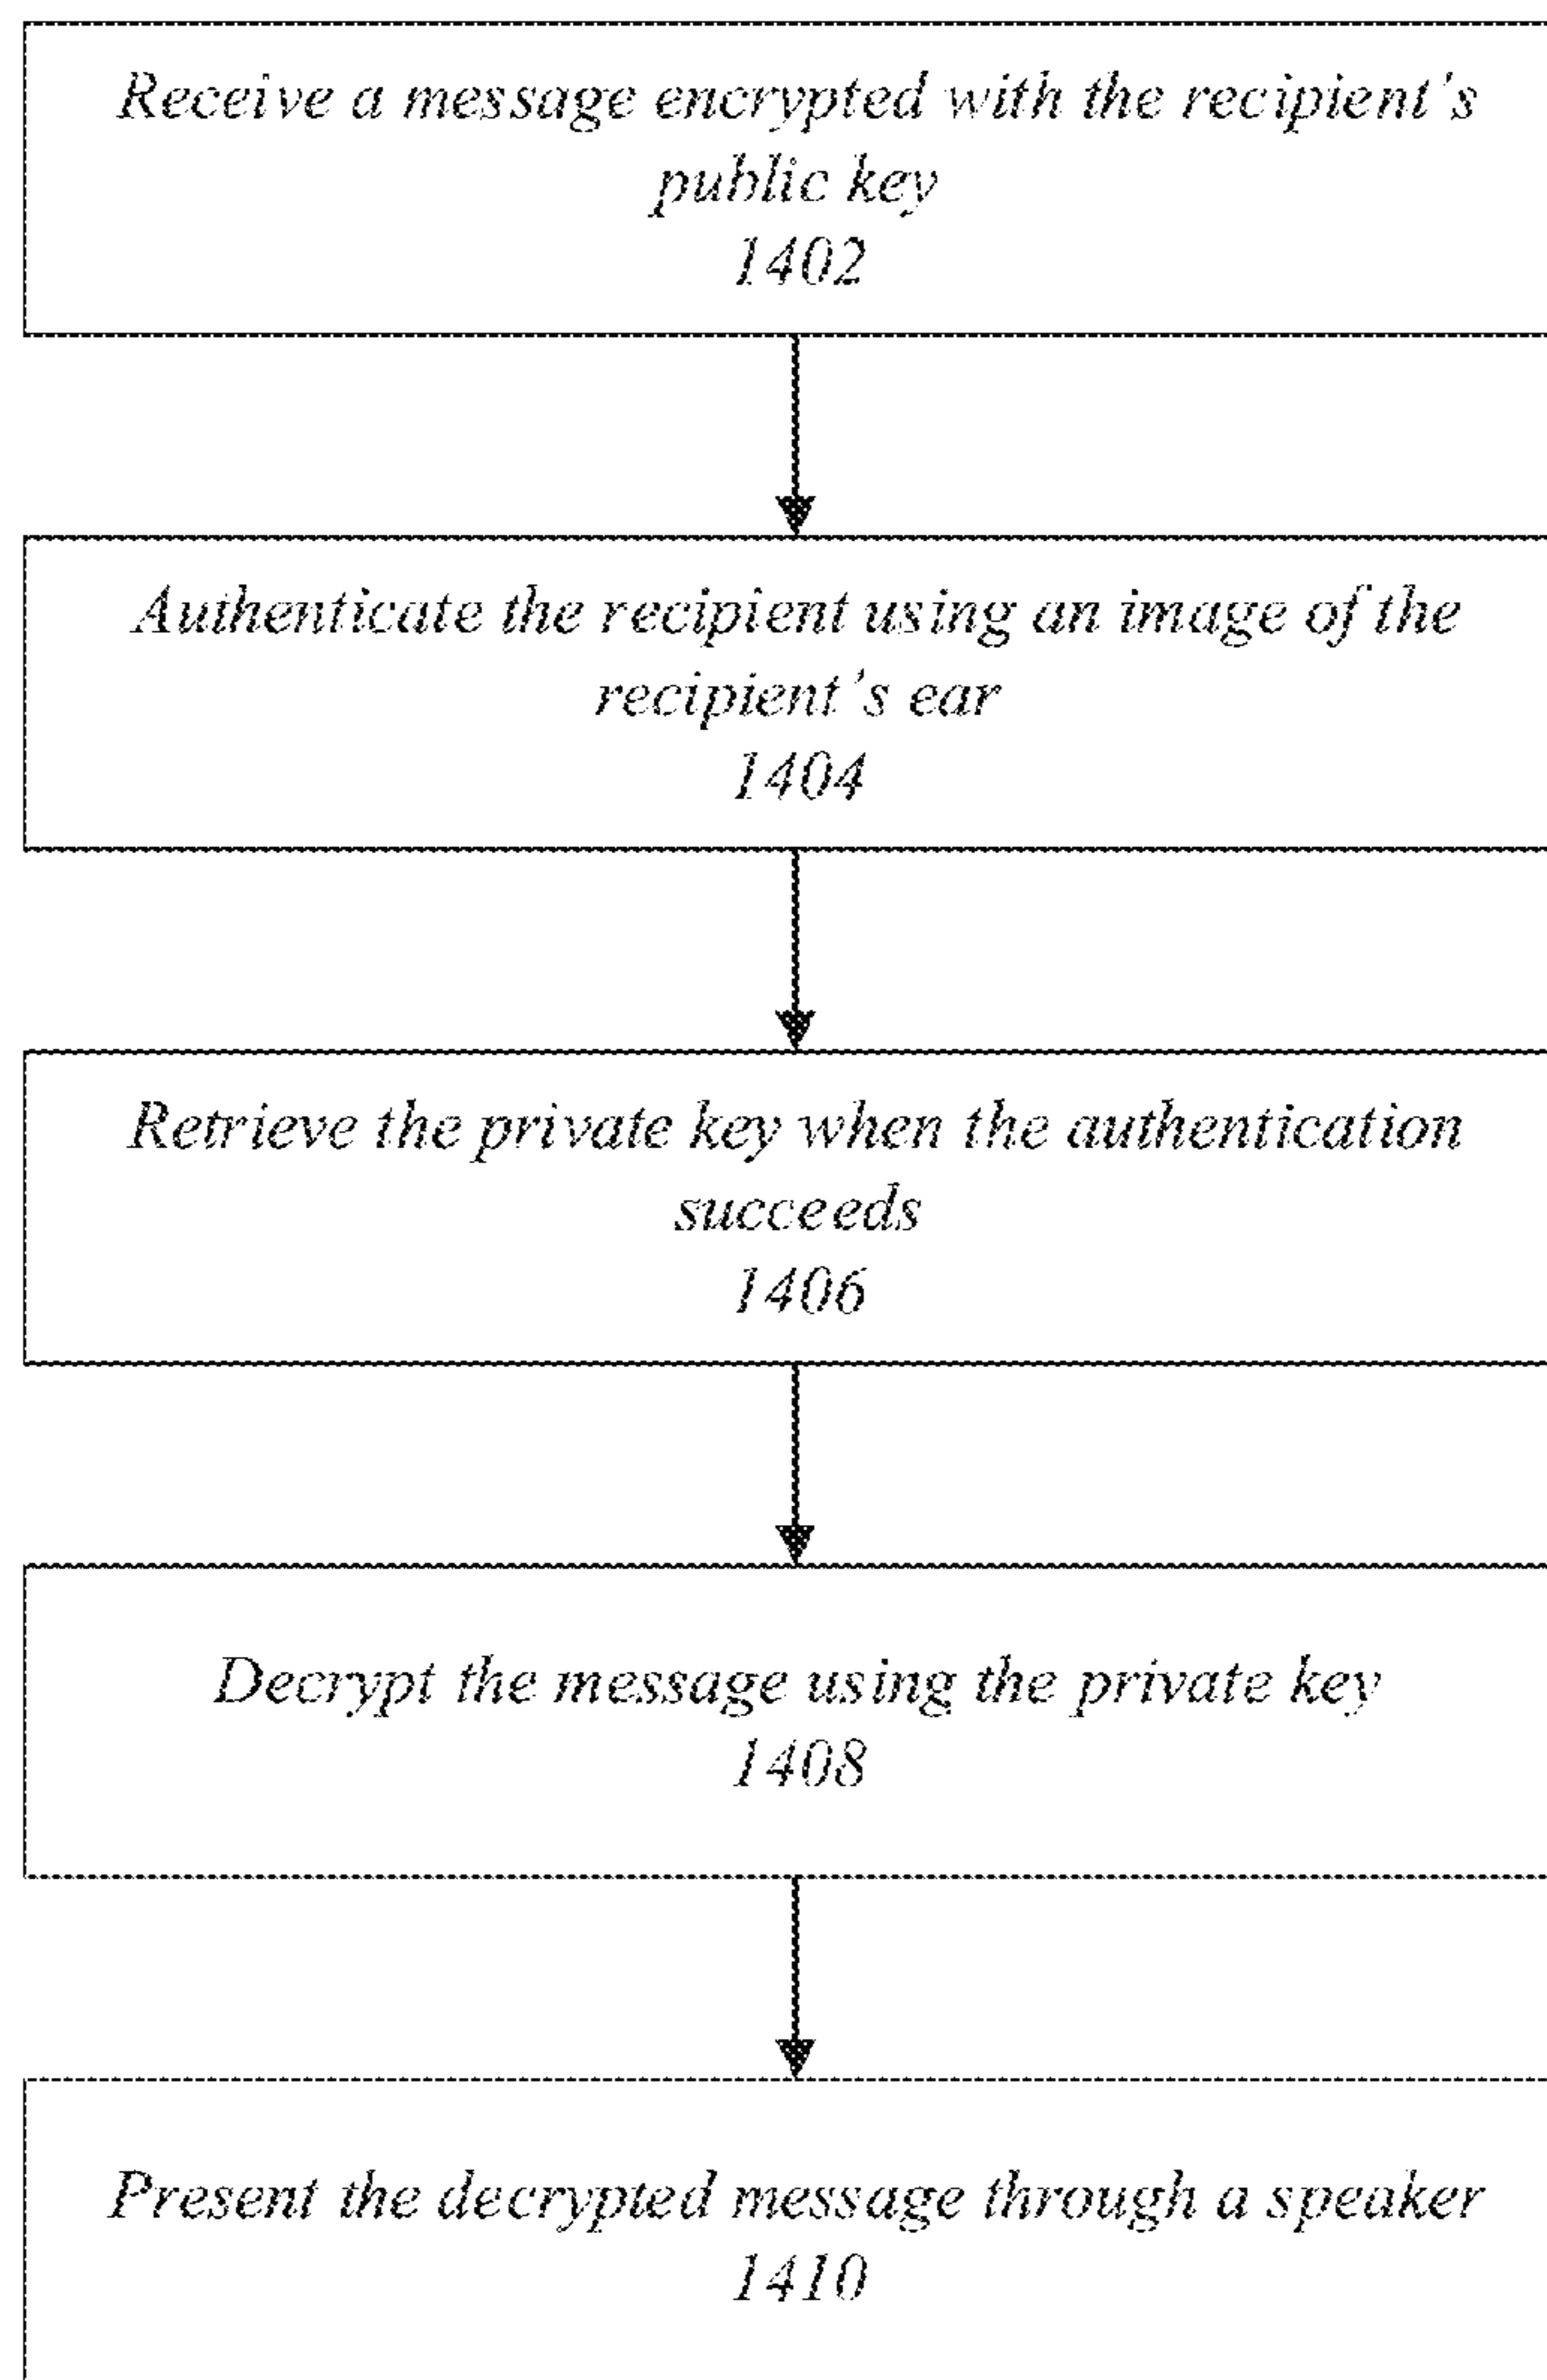 Receive a message encrypted with the recipient's
public key
1402
Authenticate the recipient using an image of the
recipient's ear
1404
Retrieve the private key when the authentication
succeeds
1406
Decrypt the message using the private key
1408
Present the decrypted message through a speaker
1410